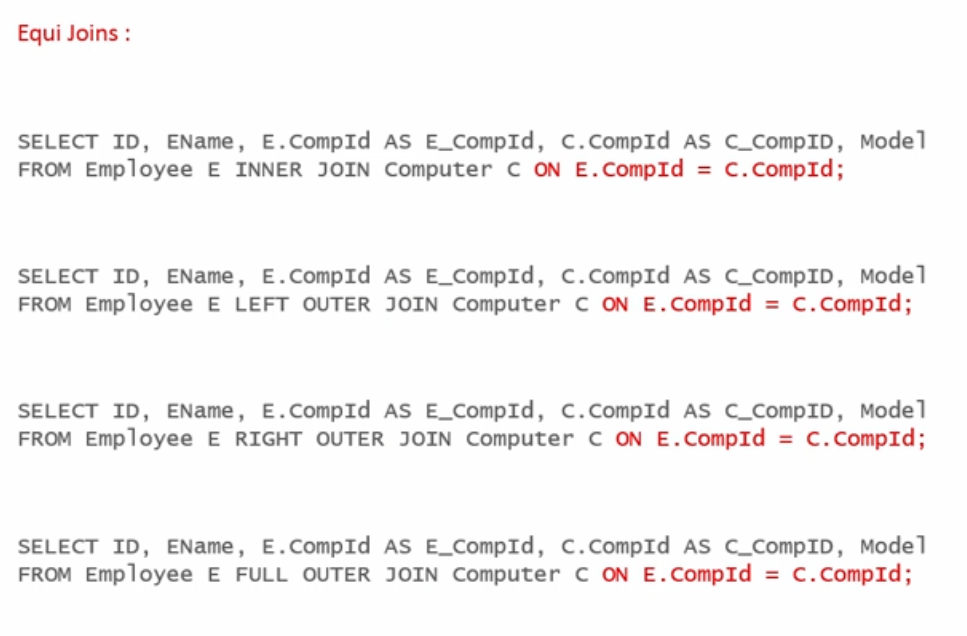 Equi Joins :
SELECT ID, EName, E.CompId AS E_CompId, C.CompId AS C_CompID, Model
FROM Employee E INNER JOIN Computer C ON E.CompId = C.CompId;
SELECT ID, EName, E.CompId AS E_CompId, C.CompId AS C_CompID, Model
FROM Employee E LEFT OUTER JOIN Computer C ON E.CompId = C.CompId;
SELECT ID, EName, E.CompId AS E_CompId, C.CompId AS C_CompID, Model
FROM Employee E RIGHT OUTER JOIN Computer C ON E.CompId = C.CompId;
SELECT ID, EName, E.CompId AS E_CompId, C.CompId AS C_CompID, Model
FROM Employee E FULL OUTER JOIN Computer C ON E.CompId = C.CompId;